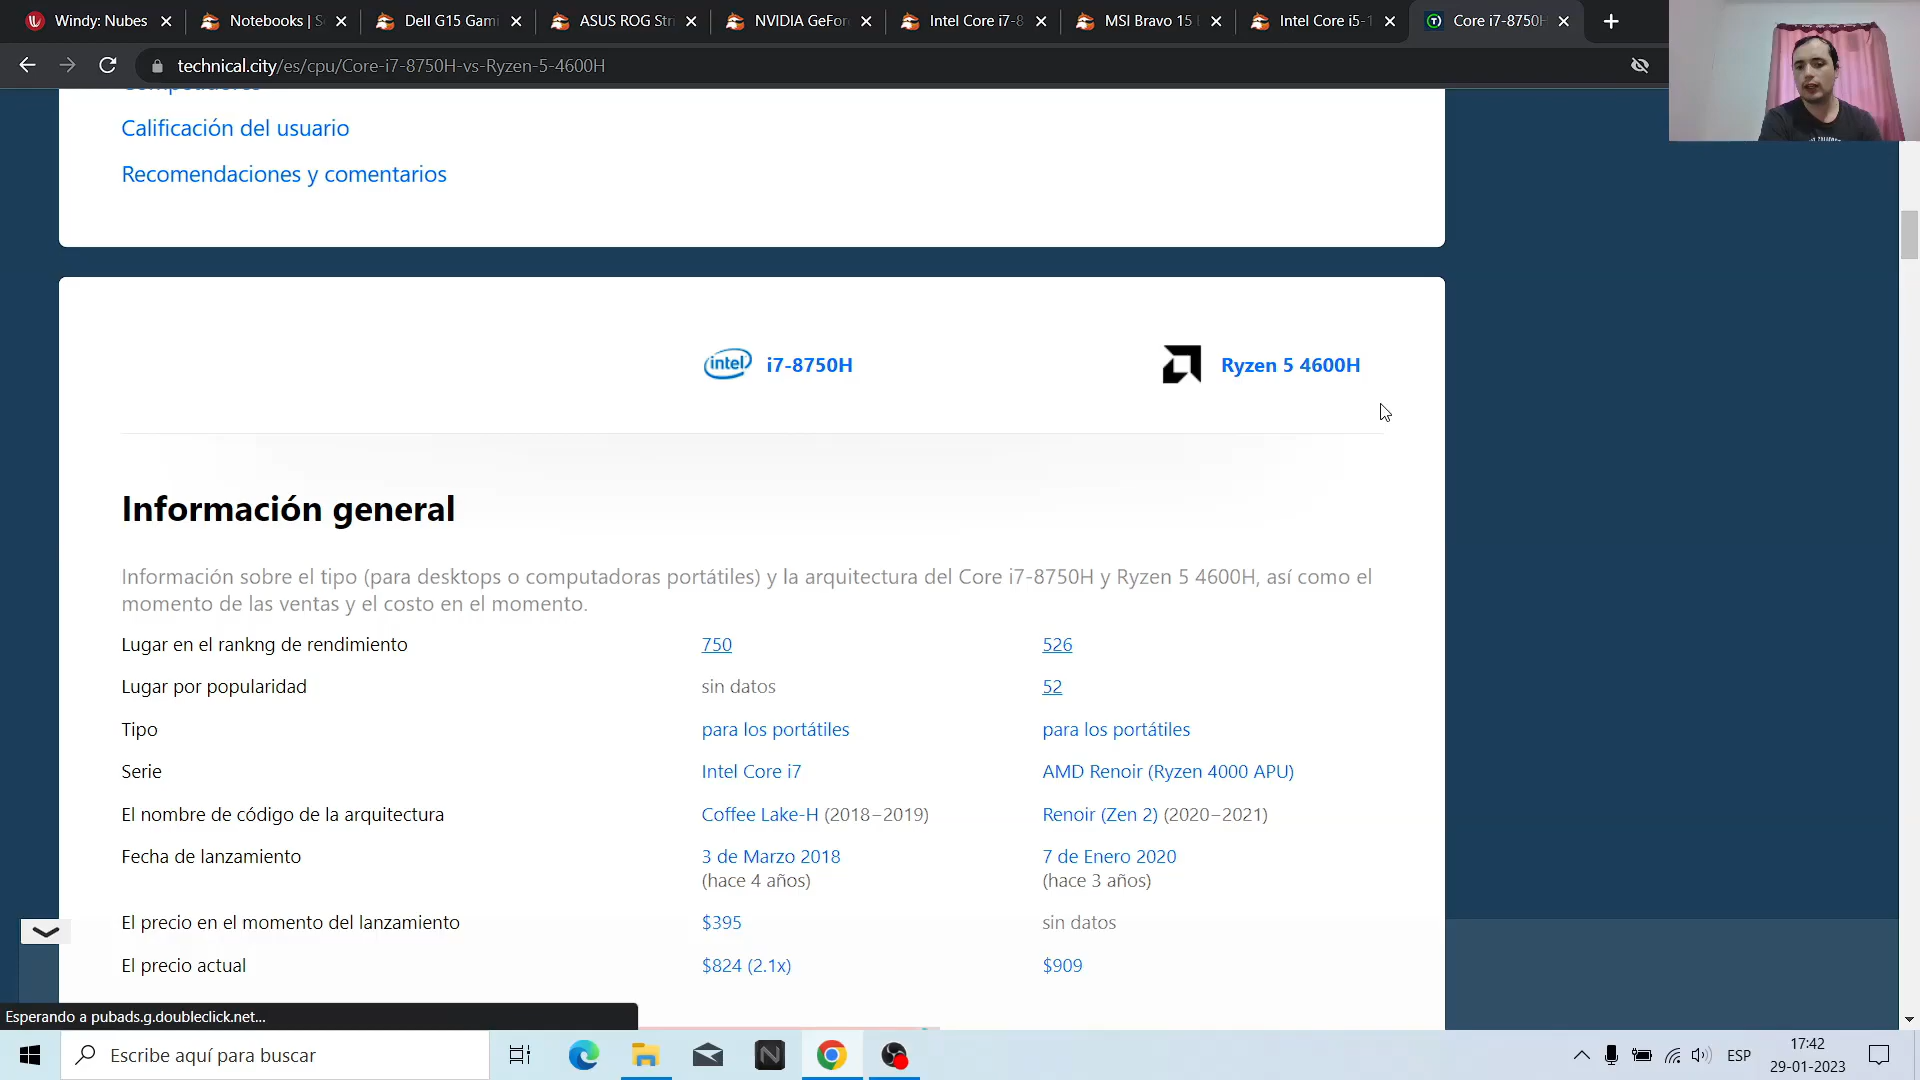 Windy: Nubes
Notebooks | S
Dell G15 Gami
ASUS ROG Stri
NVIDIA GeFor
Intel Core i7-8
MSI Bravo 15
Intel Core i5-1
Core i7-8750H
technical.city/es/cpu/Core-i7-8750H-vs-Ryzen-5-4600H
Calificación del usuario
Recomendaciones y comentarios
intel i7-8750H
Ryzen 5 4600H
Información general
Información sobre el tipo (para desktops o computadoras portátiles) y la arquitectura del Core i7-8750H y Ryzen 5 4600H, así como el
momento de las ventas y el costo en el momento.
Lugar en el rankng de rendimiento 750 526
Lugar por popularidad sin datos 52
Tipo para los portátiles para los portátiles
Serie Intel Core i7 AMD Renoir (Ryzen 4000 APU)
El nombre de código de la arquitectura Coffee Lake-H (2018−2019) Renoir (Zen 2) (2020−2021)
Fecha de lanzamiento 3 de Marzo 2018 7 de Enero 2020
(hace 4 años) (hace 3 años)
El precio en el momento del lanzamiento $395 sin datos
El precio actual $824 (2.1x) $909
Esperando a pubads.g.doubleclick.net...
Escribe aquí para buscar
ESP
17:42
29-01-2023